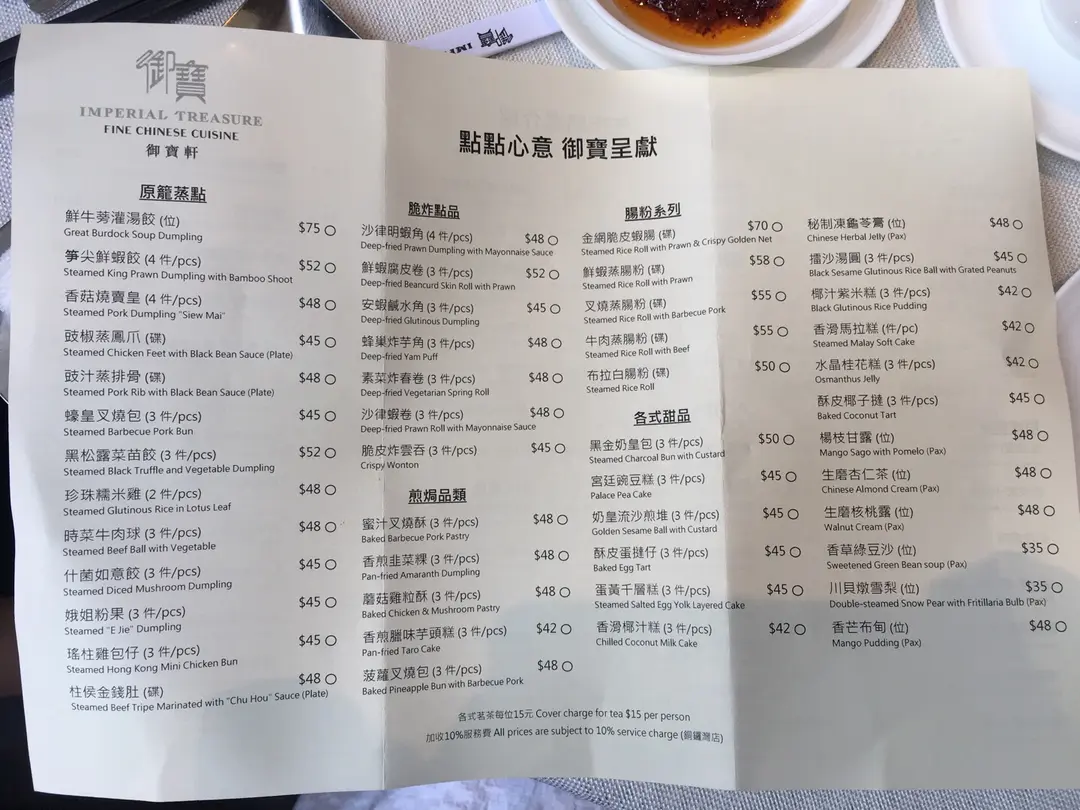 御寶
IMPERIAL TREASURE
FINE CHINESE CUISINE
御寶軒
點點心意 御寶呈獻
原籠蒸點
鮮牛蒡灌湯餃 (位) $75
Great Burdock Soup Dumpling
筍尖鮮蝦餃 (4 件/pcs) $52
Steamed King Prawn Dumpling with Bamboo Shoot
香菇燒賣皇 (4 件/pcs) $48
Steamed Pork Dumpling "Siew Mai"
豉椒蒸鳳爪 (碟) $45
Steamed Chicken Feet with Black Bean Sauce (Plate)
豉汁蒸排骨 (碟) $48
Steamed Pork Rib with Black Bean Sauce (Plate)
蠔皇叉燒包 (3 件/pcs) $45
Steamed Barbecue Pork Bun
黑松露菜苗餃 (3 件/pcs) $52
Steamed Black Truffle and Vegetable Dumpling
珍珠糯米雞 (2 件/pcs) $48
Steamed Glutinous Rice in Lotus Leaf
時菜牛肉球 (3 件/pcs) $48
Steamed Beef Ball with Vegetable
什菌如意餃 (3 件/pcs) $45
Steamed Diced Mushroom Dumpling
娥姐粉果 (3 件/pcs) $45
Steamed "E Jie" Dumpling
瑤柱雞包仔 (3 件/pcs) $45
Steamed Hong Kong Mini Chicken Bun
柱侯金錢肚 (碟) $48
Steamed Beef Tripe Marinated with "Chu Hou" Sauce (Plate)
脆炸點品
沙律明蝦角 (4 件/pcs) $48
Deep-fried Prawn Dumpling with Mayonnaise Sauce
鮮蝦腐皮卷 (3 件/pcs) $52
Deep-fried Beancurd Skin Roll with Prawn
安蝦鹹水角 (3 件/pcs) $45
Deep-fried Glutinous Dumpling
蜂巢炸芋角 (3 件/pcs) $48
Deep-fried Yam Puff
素菜炸春卷 (3 件/pcs) $48
Deep-fried Vegetarian Spring Roll
沙律蝦卷 (3 件/pcs) $48
Deep-fried Prawn Roll with Mayonnaise Sauce
脆皮炸雲吞 (3 件/pcs) $45
Crispy Wonton
煎焗品類
蜜汁叉燒酥 (3 件/pcs) $48
Baked Barbecue Pork Pastry
香煎韭菜粿 (3 件/pcs) $48
Pan-fried Amaranth Dumpling
蘑菇雞粒酥 (3 件/pcs) $48
Baked Chicken & Mushroom Pastry
香煎臘味芋頭糕 (3 件/pcs) $42
Pan-fried Taro Cake
菠蘿叉燒包 (3 件/pcs) $48
Baked Pineapple Bun with Barbecue Pork
腸粉系列
金網脆皮蝦腸 (碟) $70
Steamed Rice Roll with Prawn & Crispy Golden Net
鮮蝦蒸腸粉 (碟) $58
Steamed Rice Roll with Prawn
叉燒蒸腸粉 (碟) $55
Steamed Rice Roll with Barbecue Pork
牛肉蒸腸粉 (碟) $55
Steamed Rice Roll with Beef
布拉白腸粉 (碟) $50
Steamed Rice Roll
各式甜品
黑金奶皇包 (3 件/pcs) $50
Steamed Charcoal Bun with Custard
宮廷豌豆糕 (3 件/pcs) $45
Palace Pea Cake
奶皇流沙煎堆 (3 件/pcs) $45
Golden Sesame Ball with Custard
酥皮蛋撻仔 (3 件/pcs) $45
Baked Egg Tart
蛋黃千層糕 (3 件/pcs) $45
Steamed Salted Egg Yolk Layered Cake
香滑椰汁糕 (3 件/pcs) $42
Chilled Coconut Milk Cake
秘制凍龜苓膏 (位) $48
Chinese Herbal Jelly (Pax)
擂沙湯圓 (3 件/pcs) $45
Black Sesame Glutinous Rice Ball with Grated Peanuts
椰汁紫米糕 (3 件/pcs) $42
Black Glutinous Rice Pudding
香滑馬拉糕 (件/pc) $42
Steamed Malay Soft Cake
水晶桂花糕 (3 件/pcs) $42
Osmanthus Jelly
酥皮椰子撻 (3 件/pcs) $45
Baked Coconut Tart
楊枝甘露 (位) $48
Mango Sago with Pomelo (Pax)
生磨杏仁茶 (位) $48
Chinese Almond Cream (Pax)
生磨核桃露 (位) $48
Walnut Cream (Pax)
香草綠豆沙 (位) $35
Sweetened Green Bean soup (Pax)
川貝燉雪梨 (位) $35
Double-steamed Snow Pear with Fritillaria Bulb (Pax)
香芒布甸 (位) $48
Mango Pudding (Pax)
各式茗茶每位15元 Cover charge for tea $15 per person
加收10%服務費 All prices are subject to 10% service charge (銅鑼灣店)